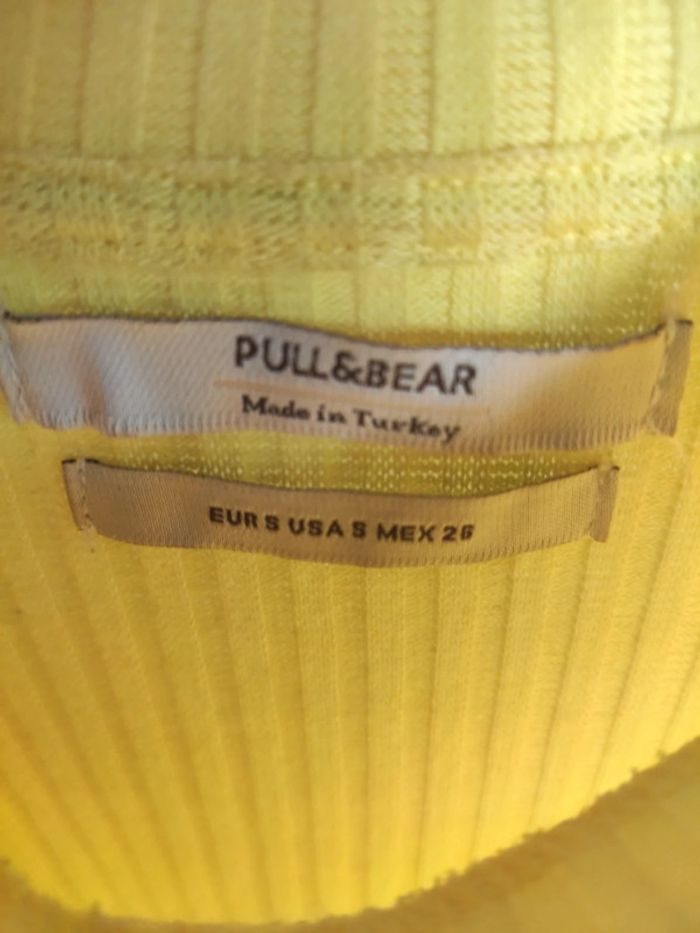 PULL&BEAR
Made in Turkey
EUR S USA S MEX 26